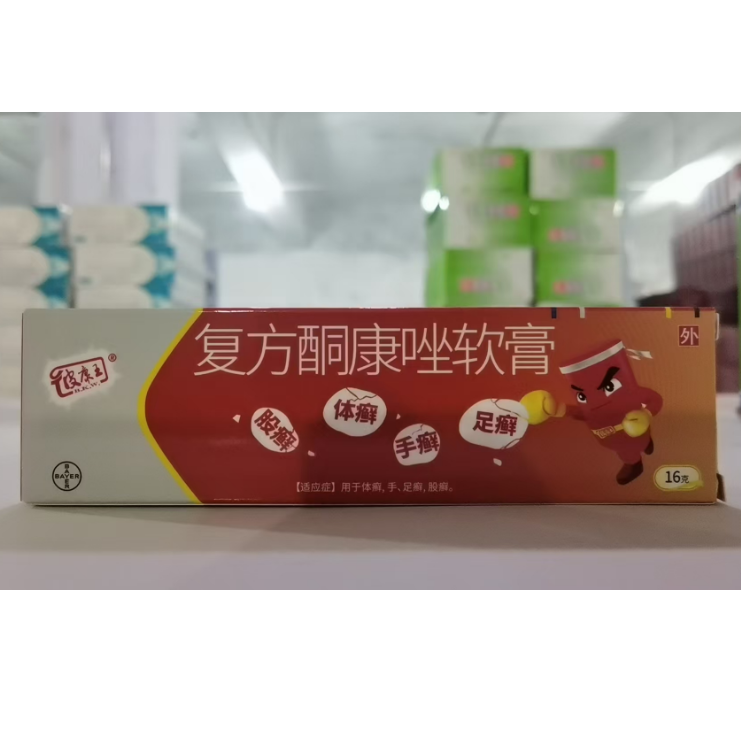 复方酮康唑软膏
外
皮康王®
P.K.W.
股癣
体癣
手癣
足癣
BAYER
BAYER
【适应症】用于体癣,手、足癣,股癣。
16克